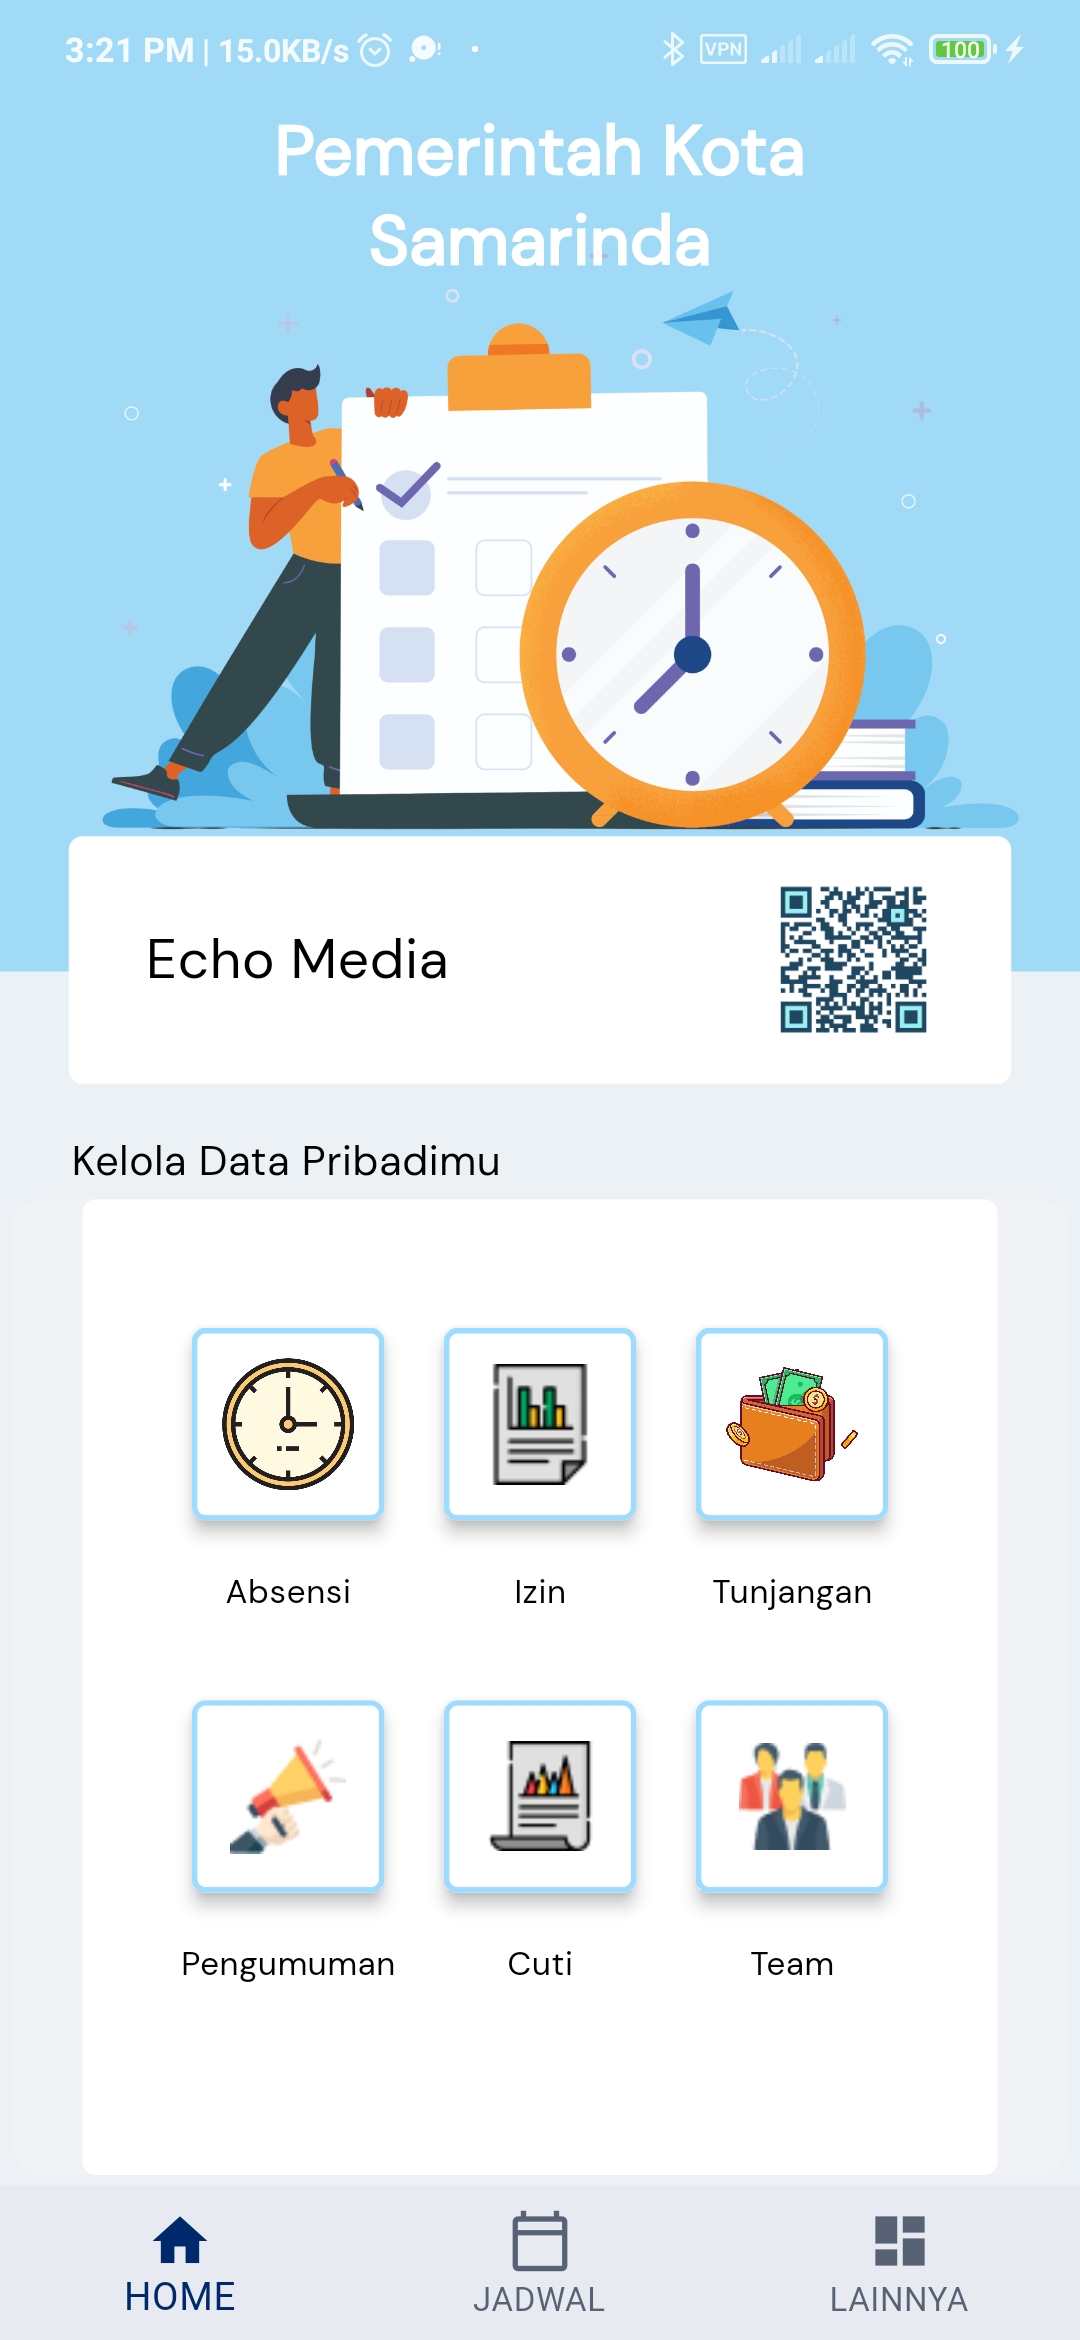 3:21 PM | 15.0KB/s
VPN
100
Pemerintah Kota
Samarinda
Echo Media
Kelola Data Pribadimu
Absensi
Izin
Tunjangan
Pengumuman
Cuti
Team
HOME
JADWAL
LAINNYA